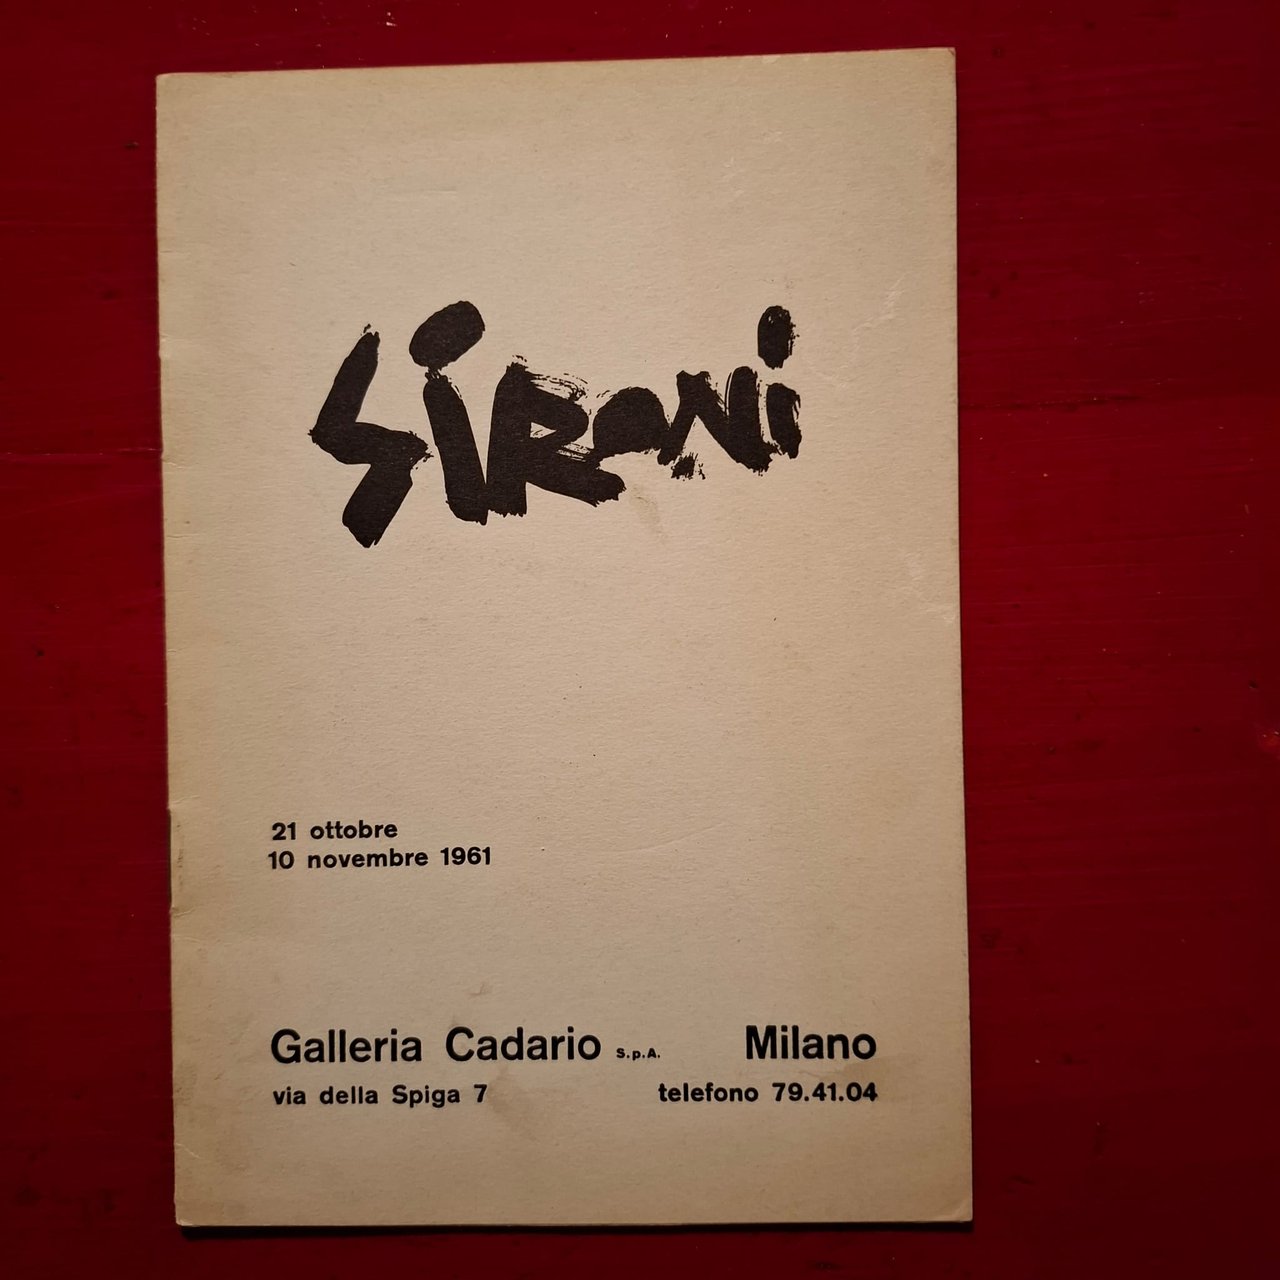 SiRoNi
21 ottobre
10 novembre 1961
Galleria Cadario S.p.A. Milano
via della Spiga 7 telefono 79.41.04